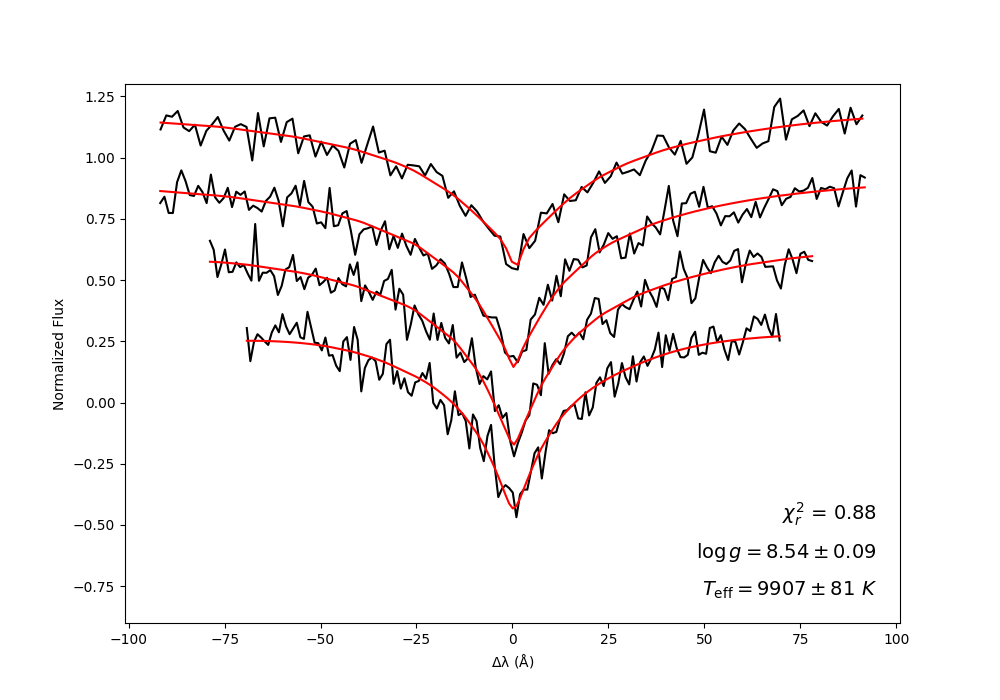 1.25
1.00
0.75
0.50
0.25
0.00
−0.25
−0.50
−0.75
Normalized Flux
χ²ᵣ = 0.88
log g = 8.54 ± 0.09
T_eff = 9907 ± 81 K
−100 −75 −50 −25 0 25 50 75 100
Δλ (Å)